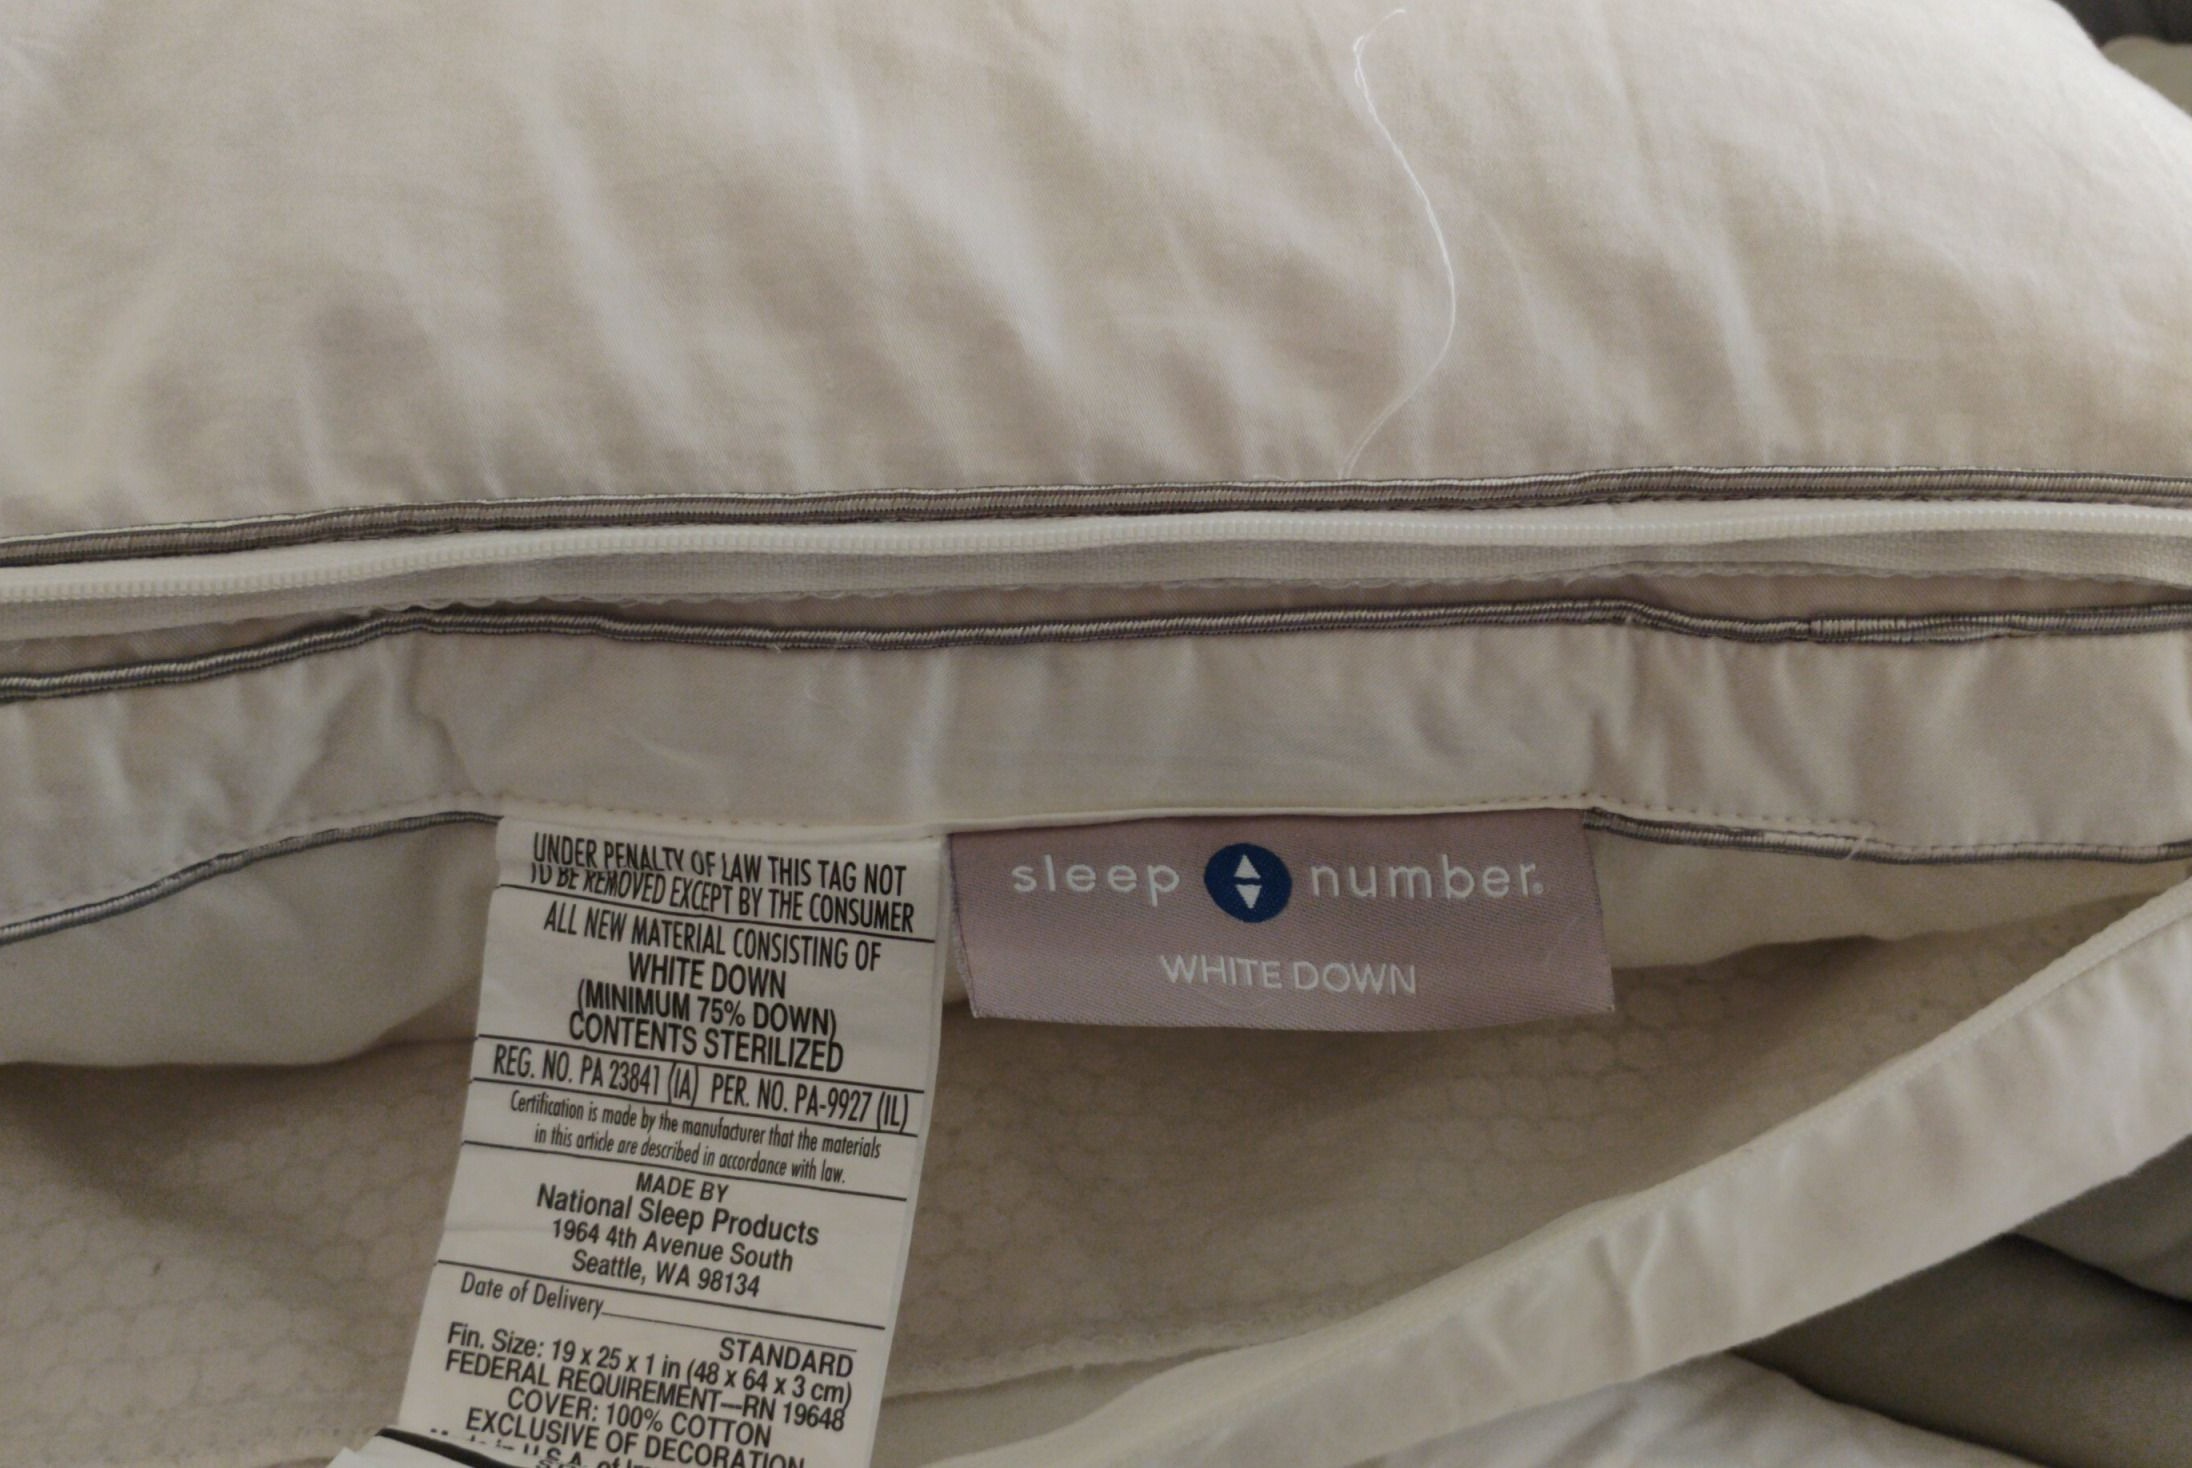 UNDER PENALTY OF LAW THIS TAG NOT
TO BE REMOVED EXCEPT BY THE CONSUMER
ALL NEW MATERIAL CONSISTING OF
WHITE DOWN
(MINIMUM 75% DOWN)
CONTENTS STERILIZED
REG. NO. PA 23841 (IA) PER. NO. PA-9927 (IL)
Certification is made by the manufacturer that the materials
in this article are described in accordance with law.
MADE BY
National Sleep Products
1964 4th Avenue South
Seattle, WA 98134
Date of Delivery
STANDARD
Fin. Size: 19 x 25 x 1 in (48 x 64 x 3 cm)
FEDERAL REQUIREMENT—RN 19648
COVER: 100% COTTON
EXCLUSIVE OF DECORATION
Made in U.S.A. of
sleep number.
WHITE DOWN